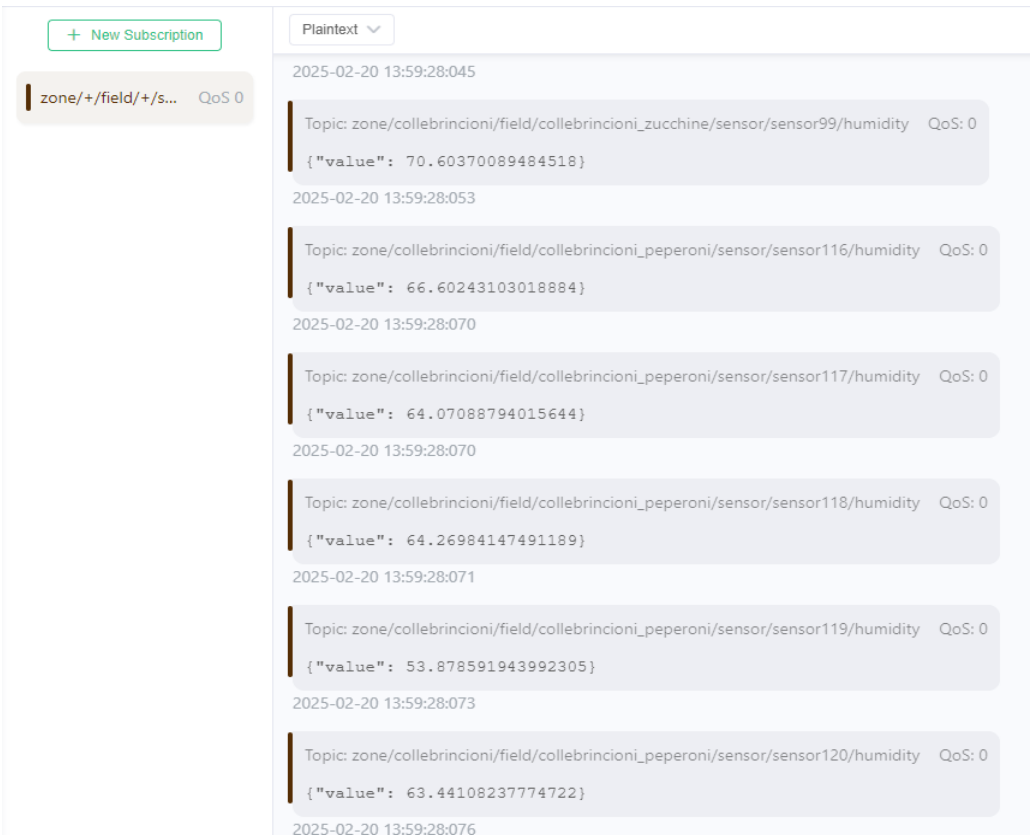 + New Subscription
Plaintext
zone/+/field/+/s... QoS 0
2025-02-20 13:59:28:045
Topic: zone/collebrincioni/field/collebrincioni_zucchine/sensor/sensor99/humidity QoS: 0
{"value": 70.60370089484518}
2025-02-20 13:59:28:053
Topic: zone/collebrincioni/field/collebrincioni_peperoni/sensor/sensor116/humidity QoS: 0
{"value": 66.60243103018884}
2025-02-20 13:59:28:070
Topic: zone/collebrincioni/field/collebrincioni_peperoni/sensor/sensor117/humidity QoS: 0
{"value": 64.07088794015644}
2025-02-20 13:59:28:070
Topic: zone/collebrincioni/field/collebrincioni_peperoni/sensor/sensor118/humidity QoS: 0
{"value": 64.26984147491189}
2025-02-20 13:59:28:071
Topic: zone/collebrincioni/field/collebrincioni_peperoni/sensor/sensor119/humidity QoS: 0
{"value": 53.878591943992305}
2025-02-20 13:59:28:073
Topic: zone/collebrincioni/field/collebrincioni_peperoni/sensor/sensor120/humidity QoS: 0
{"value": 63.44108237774722}
2025-02-20 13:59:28:076